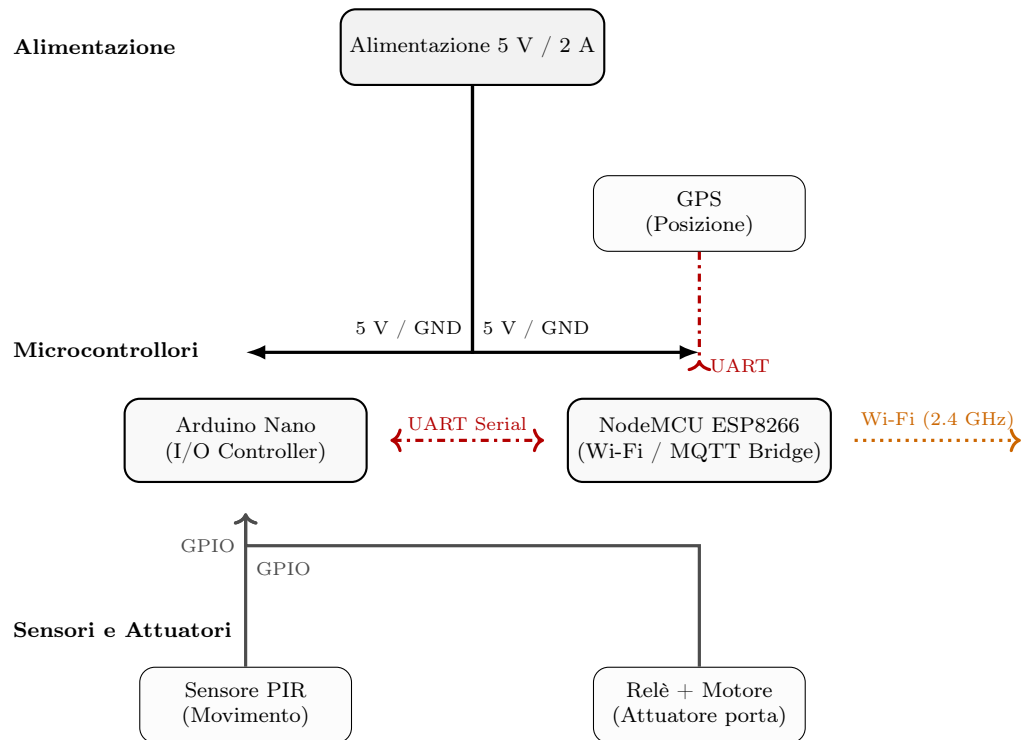 Alimentazione
Alimentazione 5 V / 2 A
GPS
(Posizione)
5 V / GND
5 V / GND
Microcontrollori
UART
Arduino Nano
(I/O Controller)
UART Serial
NodeMCU ESP8266
(Wi-Fi / MQTT Bridge)
Wi-Fi (2.4 GHz)
GPIO
GPIO
Sensori e Attuatori
Sensore PIR
(Movimento)
Relè + Motore
(Attuatore porta)